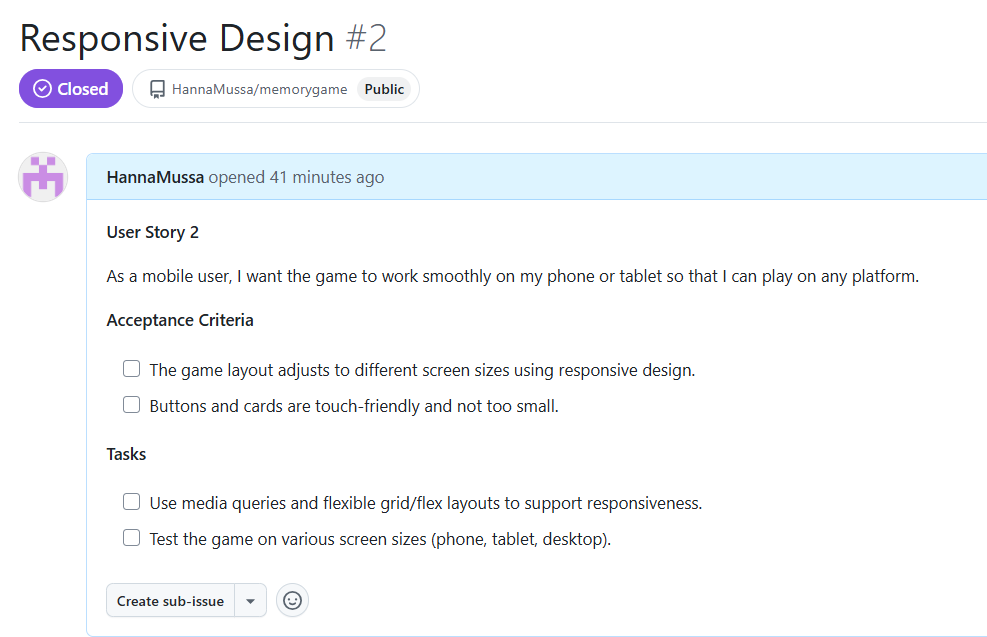 Responsive Design #2
Closed
HannaMussa/memorygame Public
HannaMussa opened 41 minutes ago
User Story 2
As a mobile user, I want the game to work smoothly on my phone or tablet so that I can play on any platform.
Acceptance Criteria
The game layout adjusts to different screen sizes using responsive design.
Buttons and cards are touch-friendly and not too small.
Tasks
Use media queries and flexible grid/flex layouts to support responsiveness.
Test the game on various screen sizes (phone, tablet, desktop).
Create sub-issue